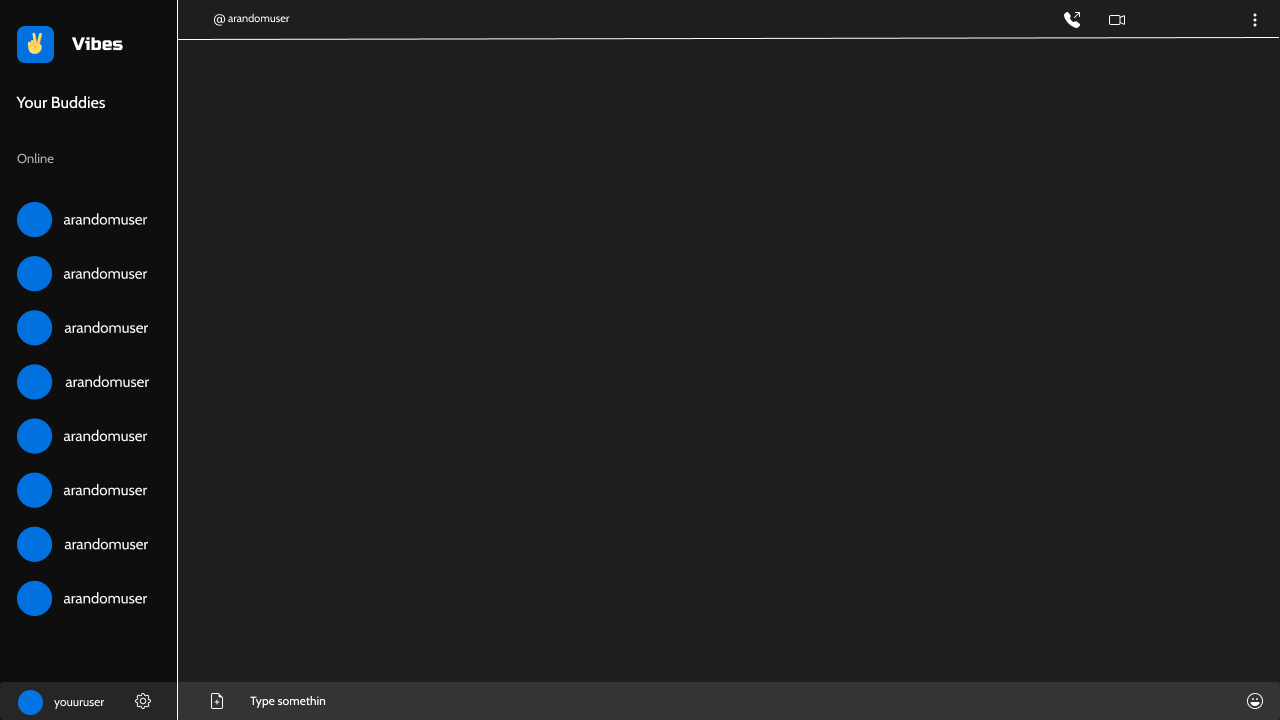 Vibes
Your Buddies
Online
arandomuser
arandomuser
arandomuser
arandomuser
arandomuser
arandomuser
arandomuser
arandomuser
youuruser
@ arandomuser
Type somethin